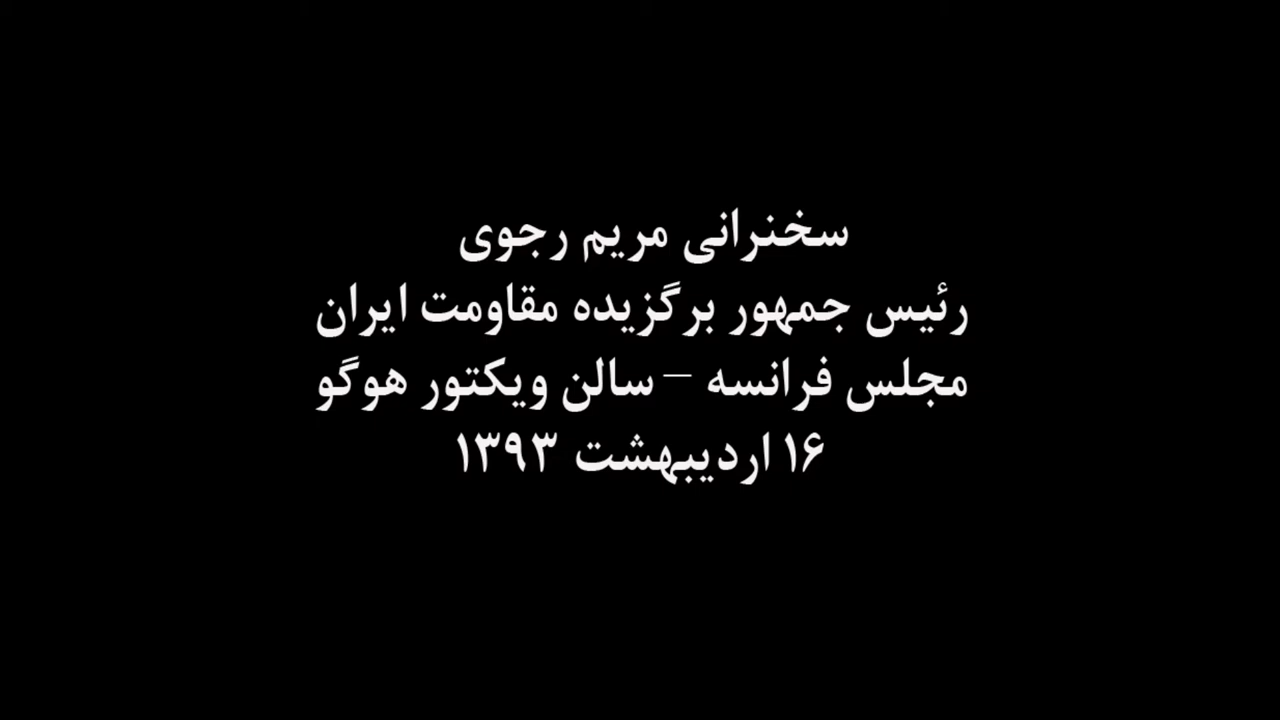 سخنرانی مریم رجوی
رئیس جمهور برگزیده مقاومت ایران
مجلس فرانسه – سالن ویکتور هوگو
۱۶ اردیبهشت ۱۳۹۳